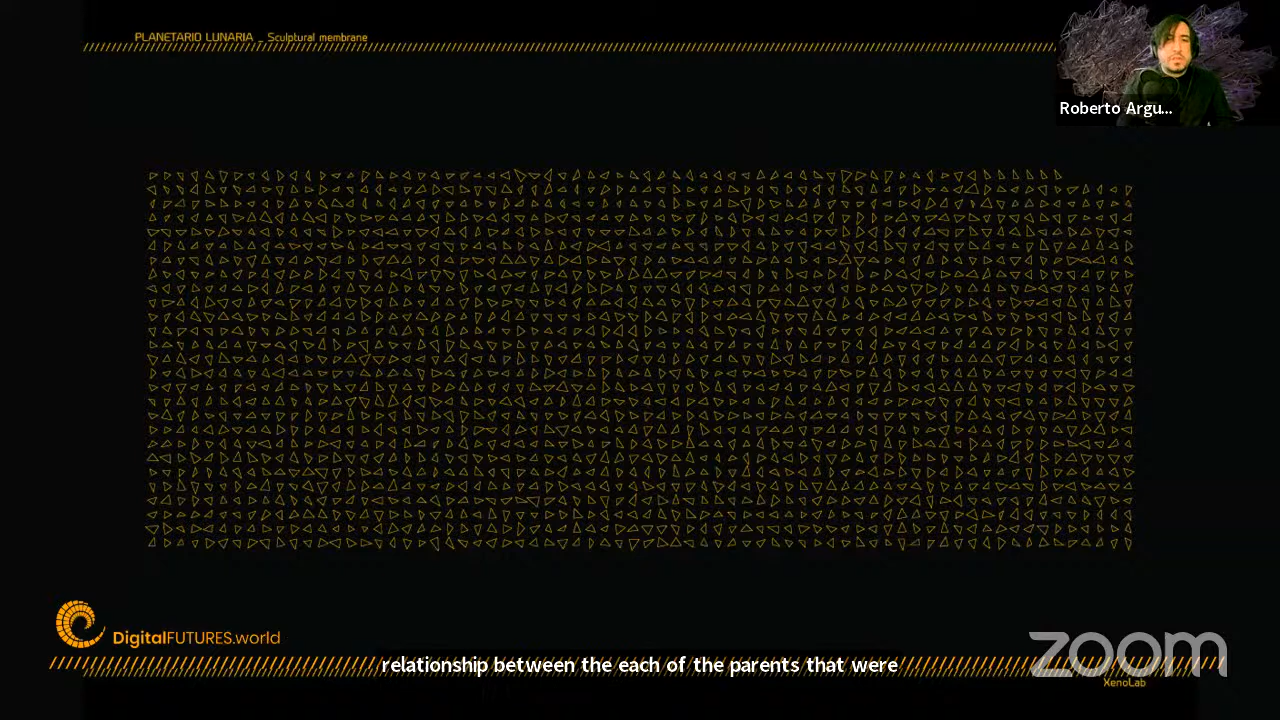 PLANETARIO LUNARIA _ Sculptural membrane
Roberto Argu...
DigitalFUTURES.world
relationship between the each of the parents that were
zoom
XenoLab